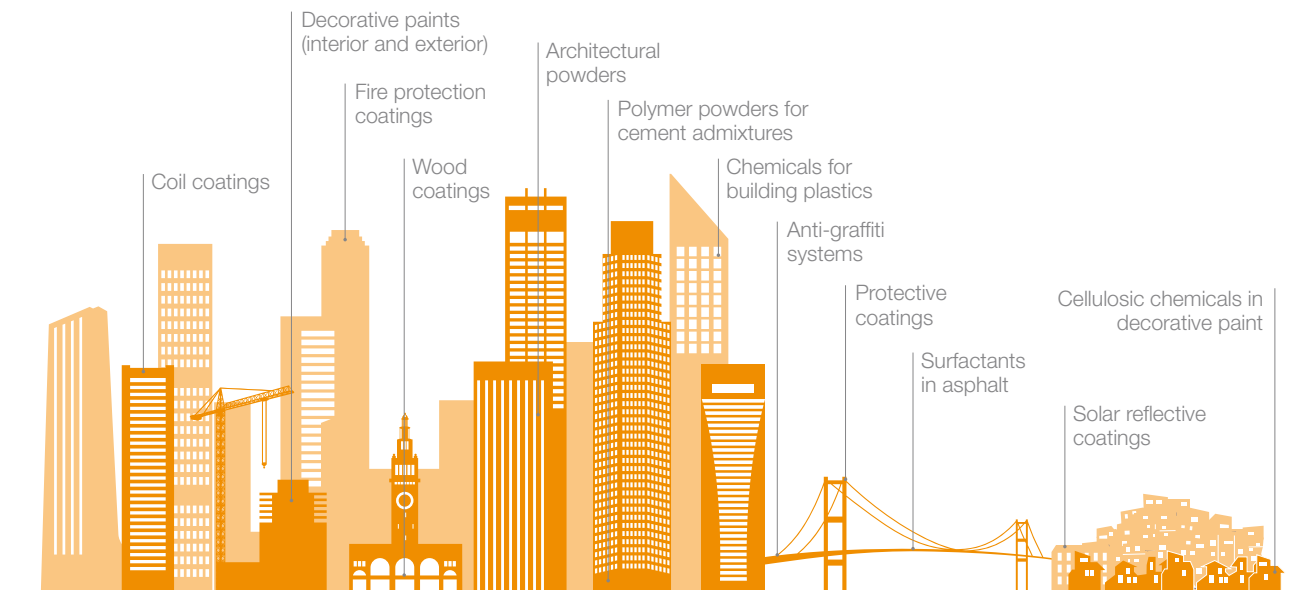 Decorative paints
(interior and exterior)
Architectural
powders
Fire protection
coatings
Polymer powders for
cement admixtures
Wood
coatings
Chemicals for
building plastics
Coil coatings
Anti-graffiti
systems
Protective
coatings
Cellulosic chemicals in
decorative paint
Surfactants
in asphalt
Solar reflective
coatings